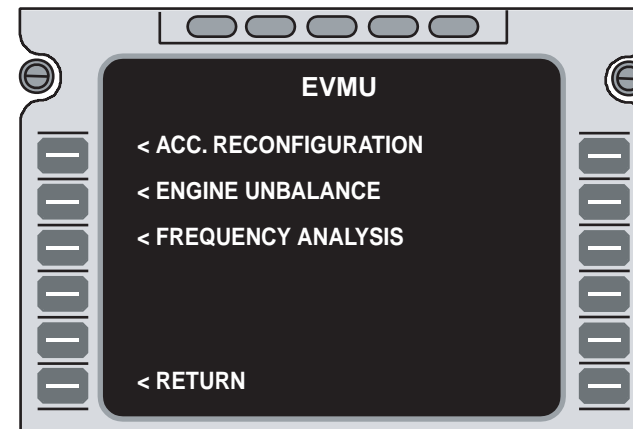 EVMU
< ACC. RECONFIGURATION
< ENGINE UNBALANCE
< FREQUENCY ANALYSIS
< RETURN